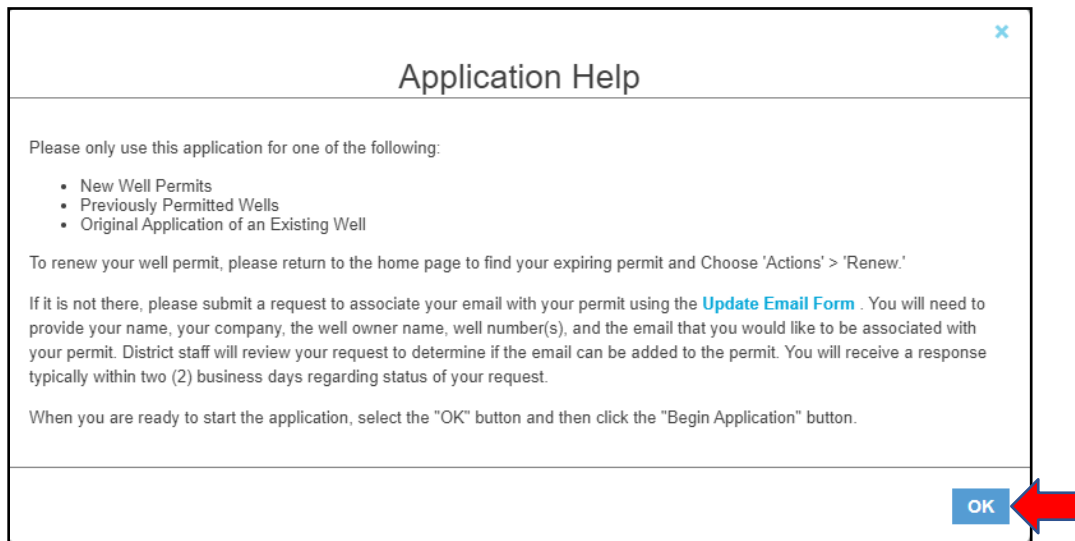 ×
Application Help
Please only use this application for one of the following:
• New Well Permits
• Previously Permitted Wells
• Original Application of an Existing Well
To renew your well permit, please return to the home page to find your expiring permit and Choose 'Actions' > 'Renew.'
If it is not there, please submit a request to associate your email with your permit using the Update Email Form . You will need to
provide your name, your company, the well owner name, well number(s), and the email that you would like to be associated with
your permit. District staff will review your request to determine if the email can be added to the permit. You will receive a response
typically within two (2) business days regarding status of your request.
When you are ready to start the application, select the "OK" button and then click the "Begin Application" button.
OK